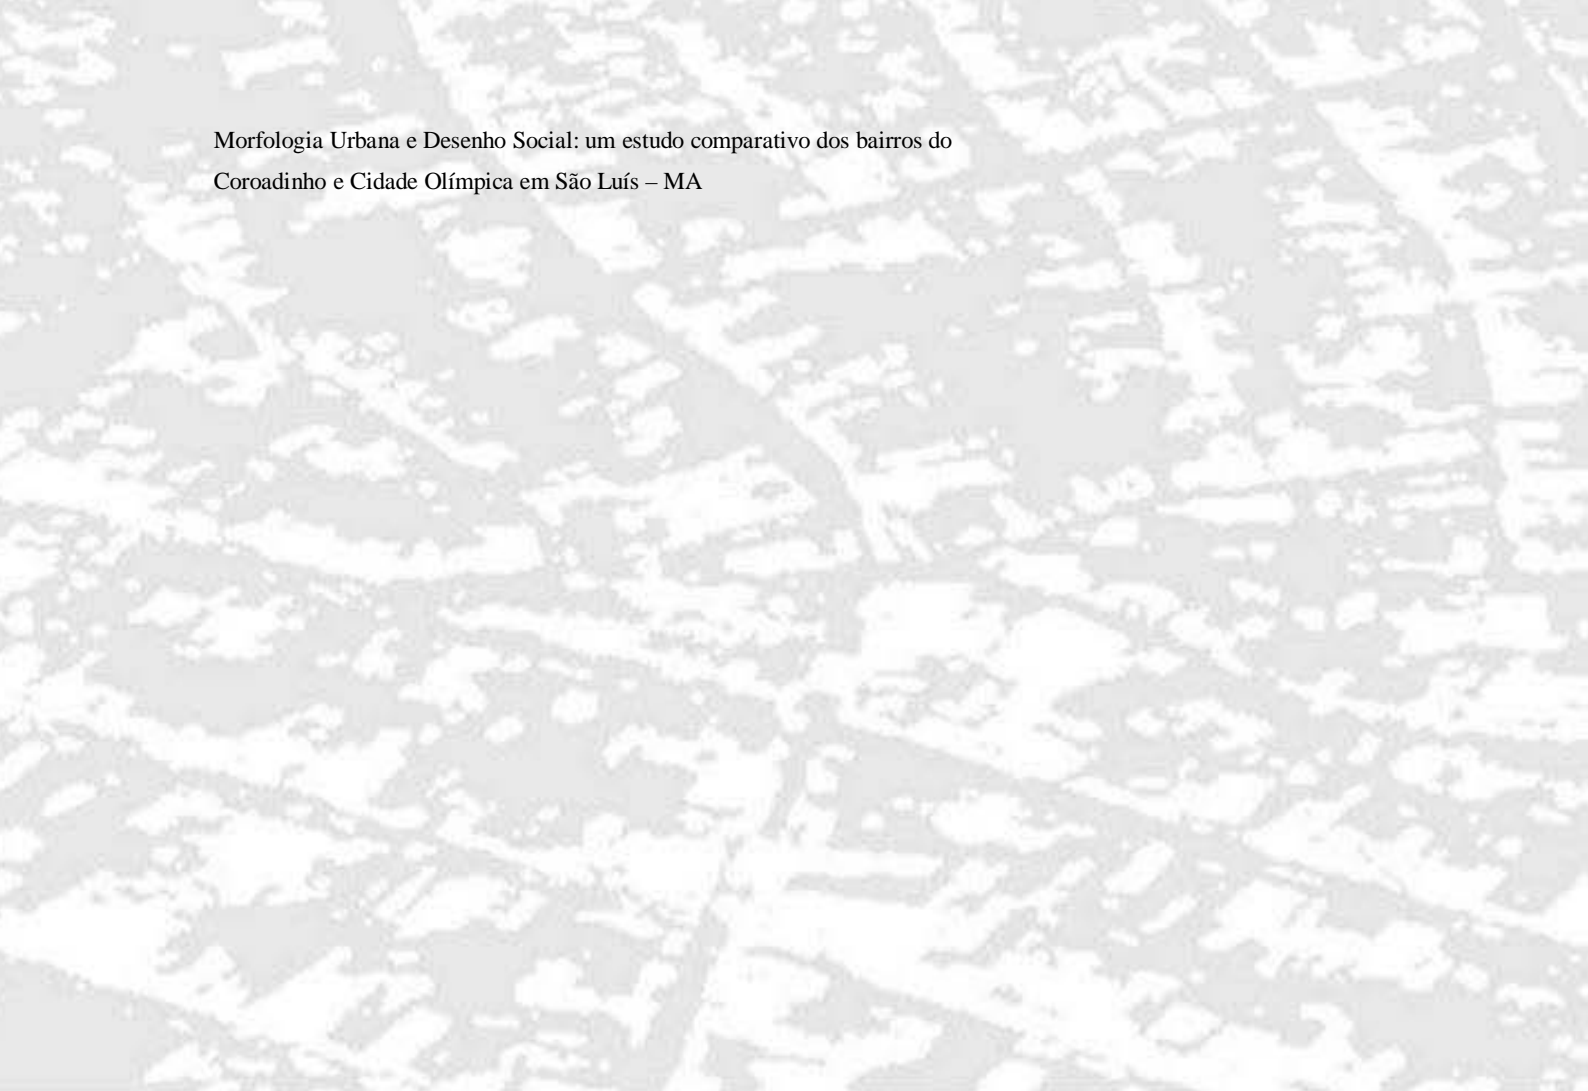 Morfologia Urbana e Desenho Social: um estudo comparativo dos bairros do
Coroadinho e Cidade Olímpica em São Luís – MA